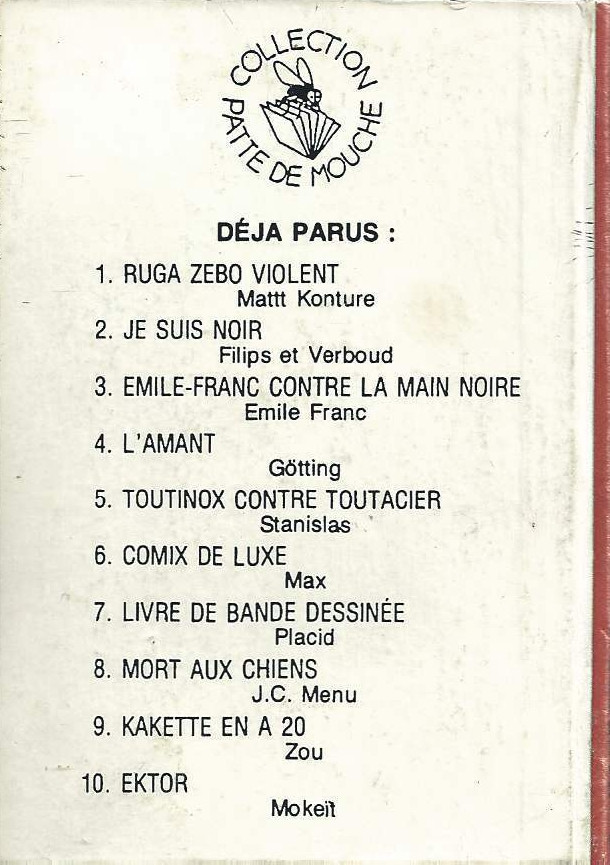 COLLECTION
PATTE DE MOUCHE
DÉJA PARUS :
1. RUGA ZEBO VIOLENT
Mattt Konture
2. JE SUIS NOIR
Filips et Verboud
3. EMILE-FRANC CONTRE LA MAIN NOIRE
Emile Franc
4. L'AMANT
Götting
5. TOUTINOX CONTRE TOUTACIER
Stanislas
6. COMIX DE LUXE
Max
7. LIVRE DE BANDE DESSINÉE
Placid
8. MORT AUX CHIENS
J.C. Menu
9. KAKETTE EN A 20
Zou
10. EKTOR
Mokeït